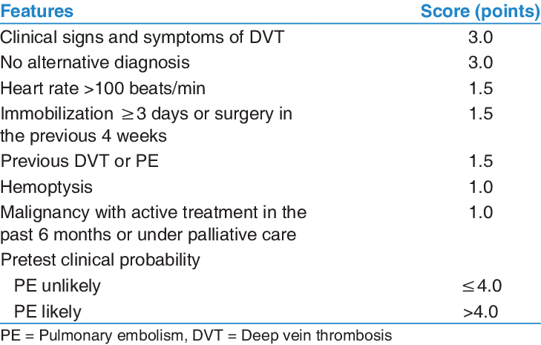 Features Score (points)
Clinical signs and symptoms of DVT 3.0
No alternative diagnosis 3.0
Heart rate >100 beats/min 1.5
Immobilization ≥3 days or surgery in 1.5
the previous 4 weeks
Previous DVT or PE 1.5
Hemoptysis 1.0
Malignancy with active treatment in the 1.0
past 6 months or under palliative care
Pretest clinical probability
PE unlikely ≤4.0
PE likely >4.0
PE = Pulmonary embolism, DVT = Deep vein thrombosis